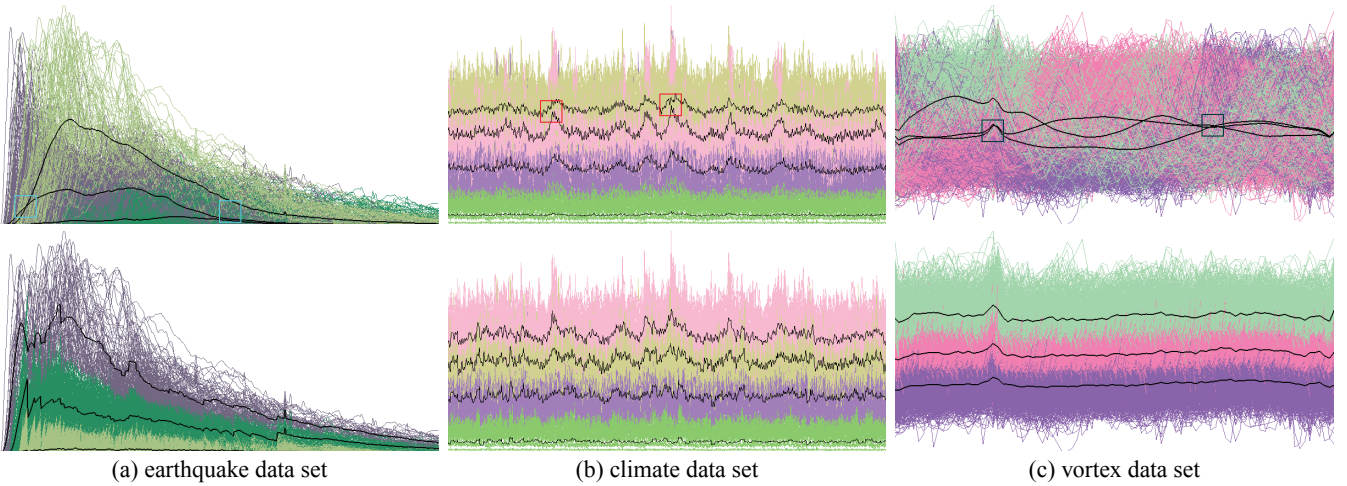 (a) earthquake data set
(b) climate data set
(c) vortex data set